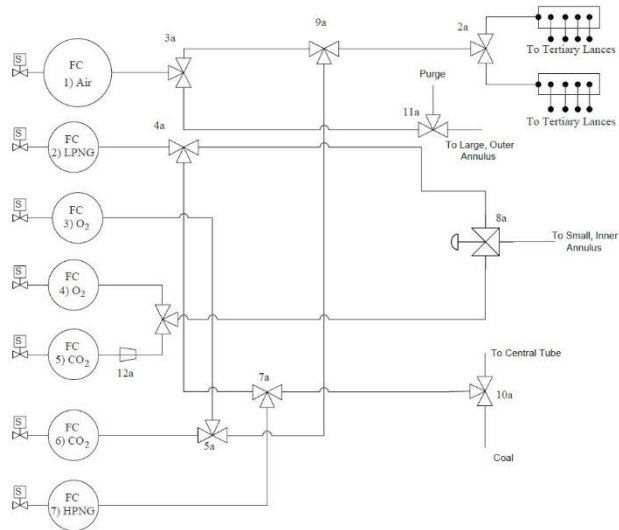 9a
2a
3a
To Tertiary Lances
S
FC
1) Air
Purge
To Tertiary Lances
11a
4a
S
FC
2) LPNG
To Large, Outer
Annulus
S
FC
3) O₂
8a
To Small, Inner
Annulus
S
FC
4) O₂
S
FC
5) CO₂
12a
To Central Tube
7a
10a
S
FC
6) CO₂
5a
Coal
S
FC
7) HPNG